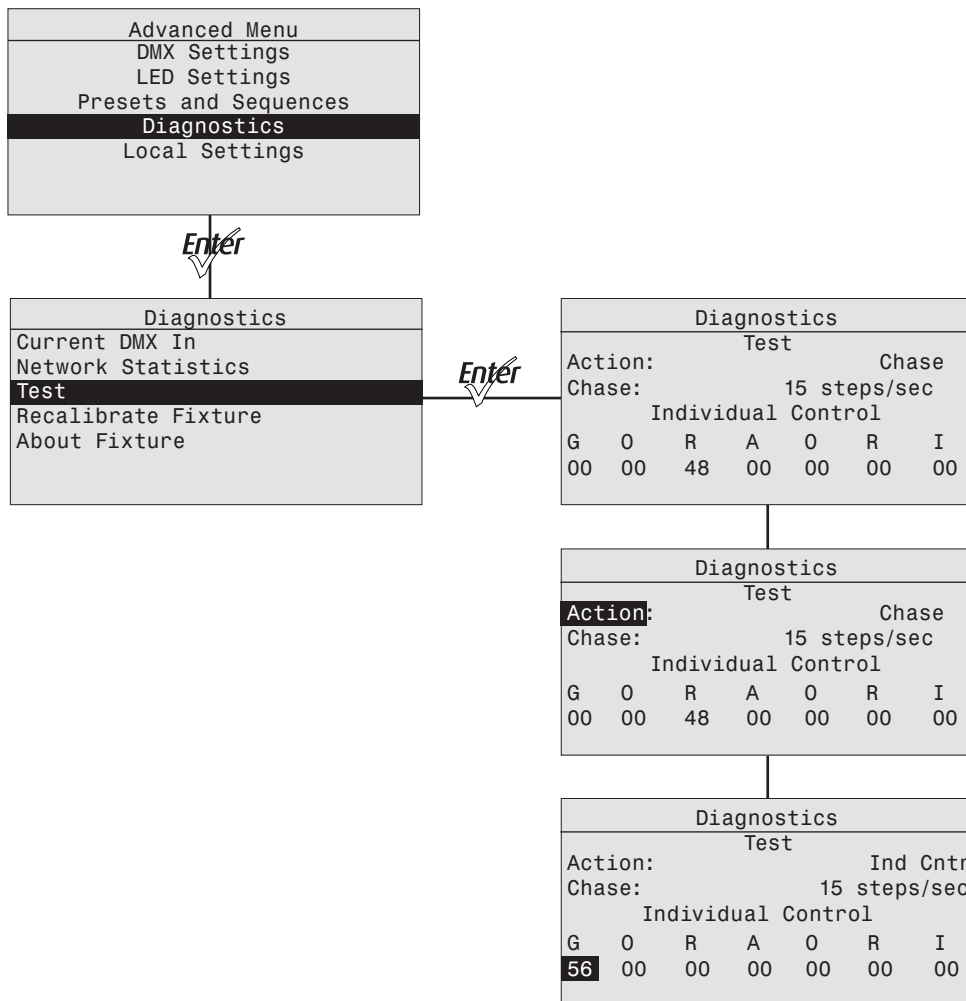 Advanced Menu
DMX Settings
LED Settings
Presets and Sequences
Diagnostics
Local Settings
Enter
Diagnostics
Current DMX In
Network Statistics
Test
Recalibrate Fixture
About Fixture
Enter
Diagnostics
Test
Action: Chase
Chase: 15 steps/sec
Individual Control
G O R A O R I
00 00 48 00 00 00 00
Diagnostics
Test
Action: Chase
Chase: 15 steps/sec
Individual Control
G O R A O R I
00 00 48 00 00 00 00
Diagnostics
Test
Action: Ind Cntr
Chase: 15 steps/sec
Individual Control
G O R A O R I
56 00 00 00 00 00 00